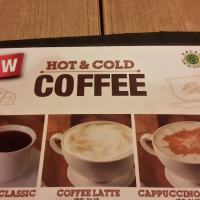 W
HOT & COLD
COFFEE
CLASSIC
COFFEE LATTE
CAPPUCCINO